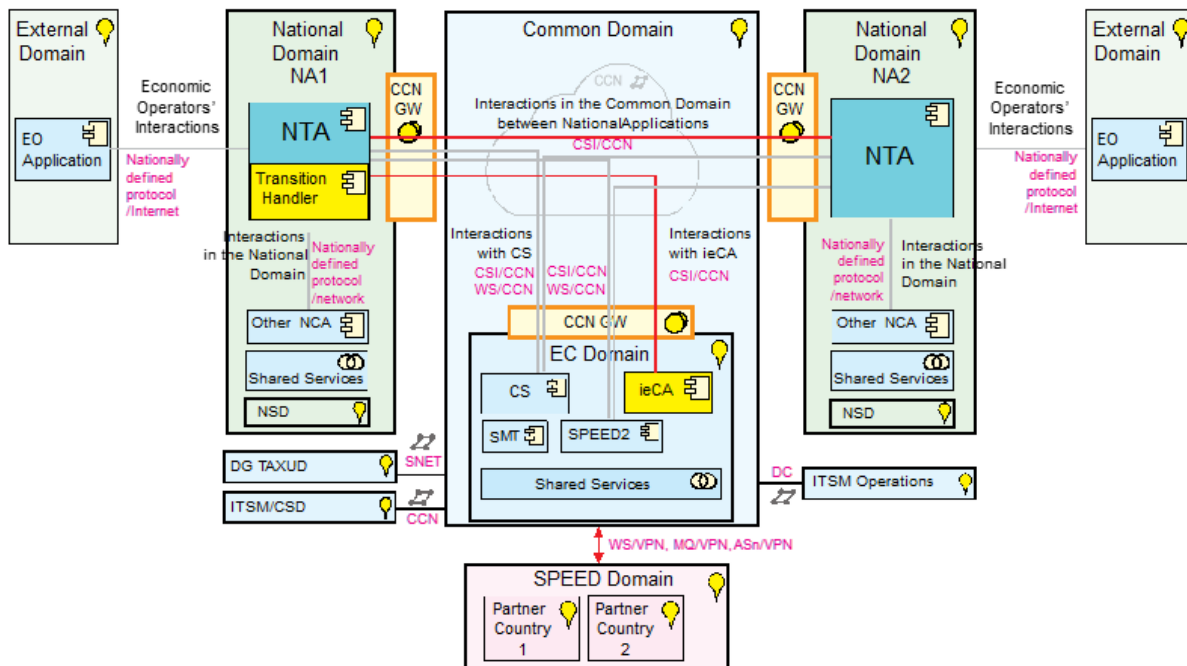 External
Domain
EO
Application
Economic
Operators'
Interactions
Nationally
defined
protocol
/Internet
National
Domain
NA1
NTA
Transition
Handler
CCN
GW
Interactions
in the National
Domain
Nationally
defined
protocol
/network
Other NCA
Shared Services
NSD
Common Domain
CCN
Interactions in the Common Domain
between NationalApplications
CSI/CCN
Interactions
with CS
CSI/CCN
WS/CCN
CSI/CCN
WS/CCN
Interactions
with ieCA
CSI/CCN
CCN GW
EC Domain
CS
ieCA
SMT
SPEED2
Shared Services
National
Domain
NA2
CCN
GW
NTA
Nationally
defined
protocol
/network
Interactions
in the National
Domain
Other NCA
Shared Services
NSD
Economic
Operators'
Interactions
Nationally
defined
protocol
/Internet
External
Domain
EO
Application
DG TAXUD
SNET
ITSM/CSD
CCN
DC
ITSM Operations
WS/VPN, MQ/VPN, ASn/VPN
SPEED Domain
Partner
Country
1
Partner
Country
2